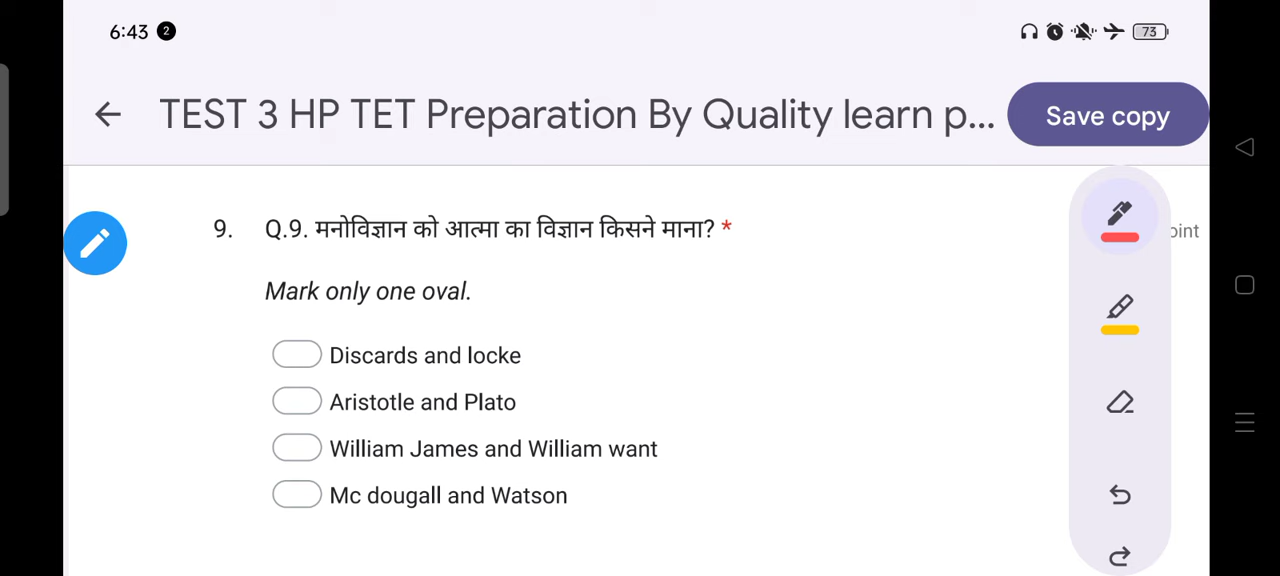 6:43 2
73
TEST 3 HP TET Preparation By Quality learn p...
Save copy
9. Q.9. मनोविज्ञान को आत्मा का विज्ञान किसने माना? *
oint
Mark only one oval.
Discards and locke
Aristotle and Plato
William James and William want
Mc dougall and Watson